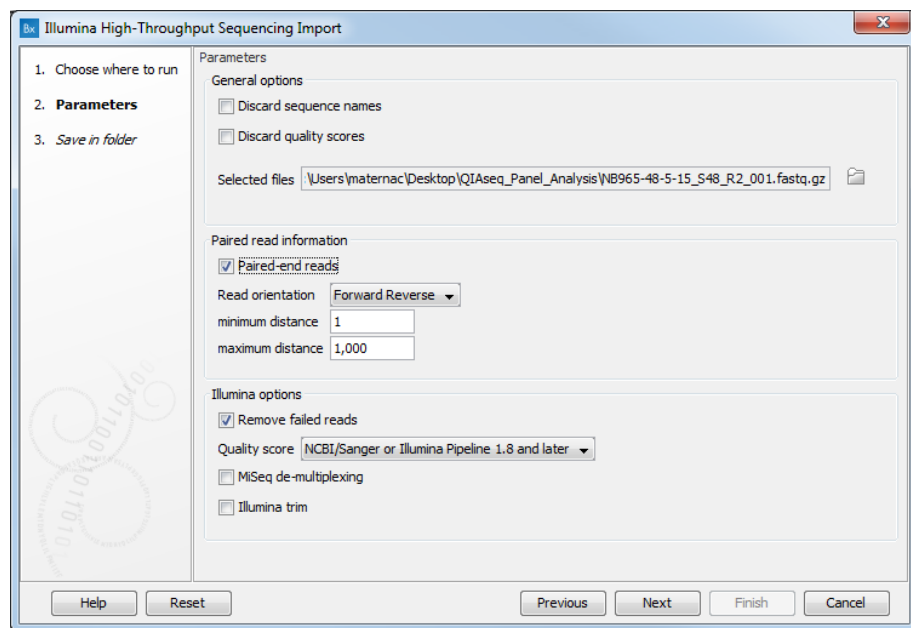 Bx Illumina High-Throughput Sequencing Import
1. Choose where to run
2. Parameters
3. Save in folder
Parameters
General options
Discard sequence names
Discard quality scores
Selected files :\Users\maternac\Desktop\QIAseq_Panel_Analysis\NB965-48-5-15_S48_R2_001.fastq.gz
Paired read information
Paired-end reads
Read orientation Forward Reverse
minimum distance 1
maximum distance 1,000
Illumina options
Remove failed reads
Quality score NCBI/Sanger or Illumina Pipeline 1.8 and later
MiSeq de-multiplexing
Illumina trim
Help Reset Previous Next Finish Cancel